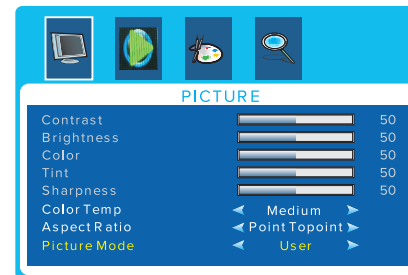 PICTURE
Contrast 50
Brightness 50
Color 50
Tint 50
Sharpness 50
Color Temp Medium
Aspect Ratio Point Topoint
Picture Mode User